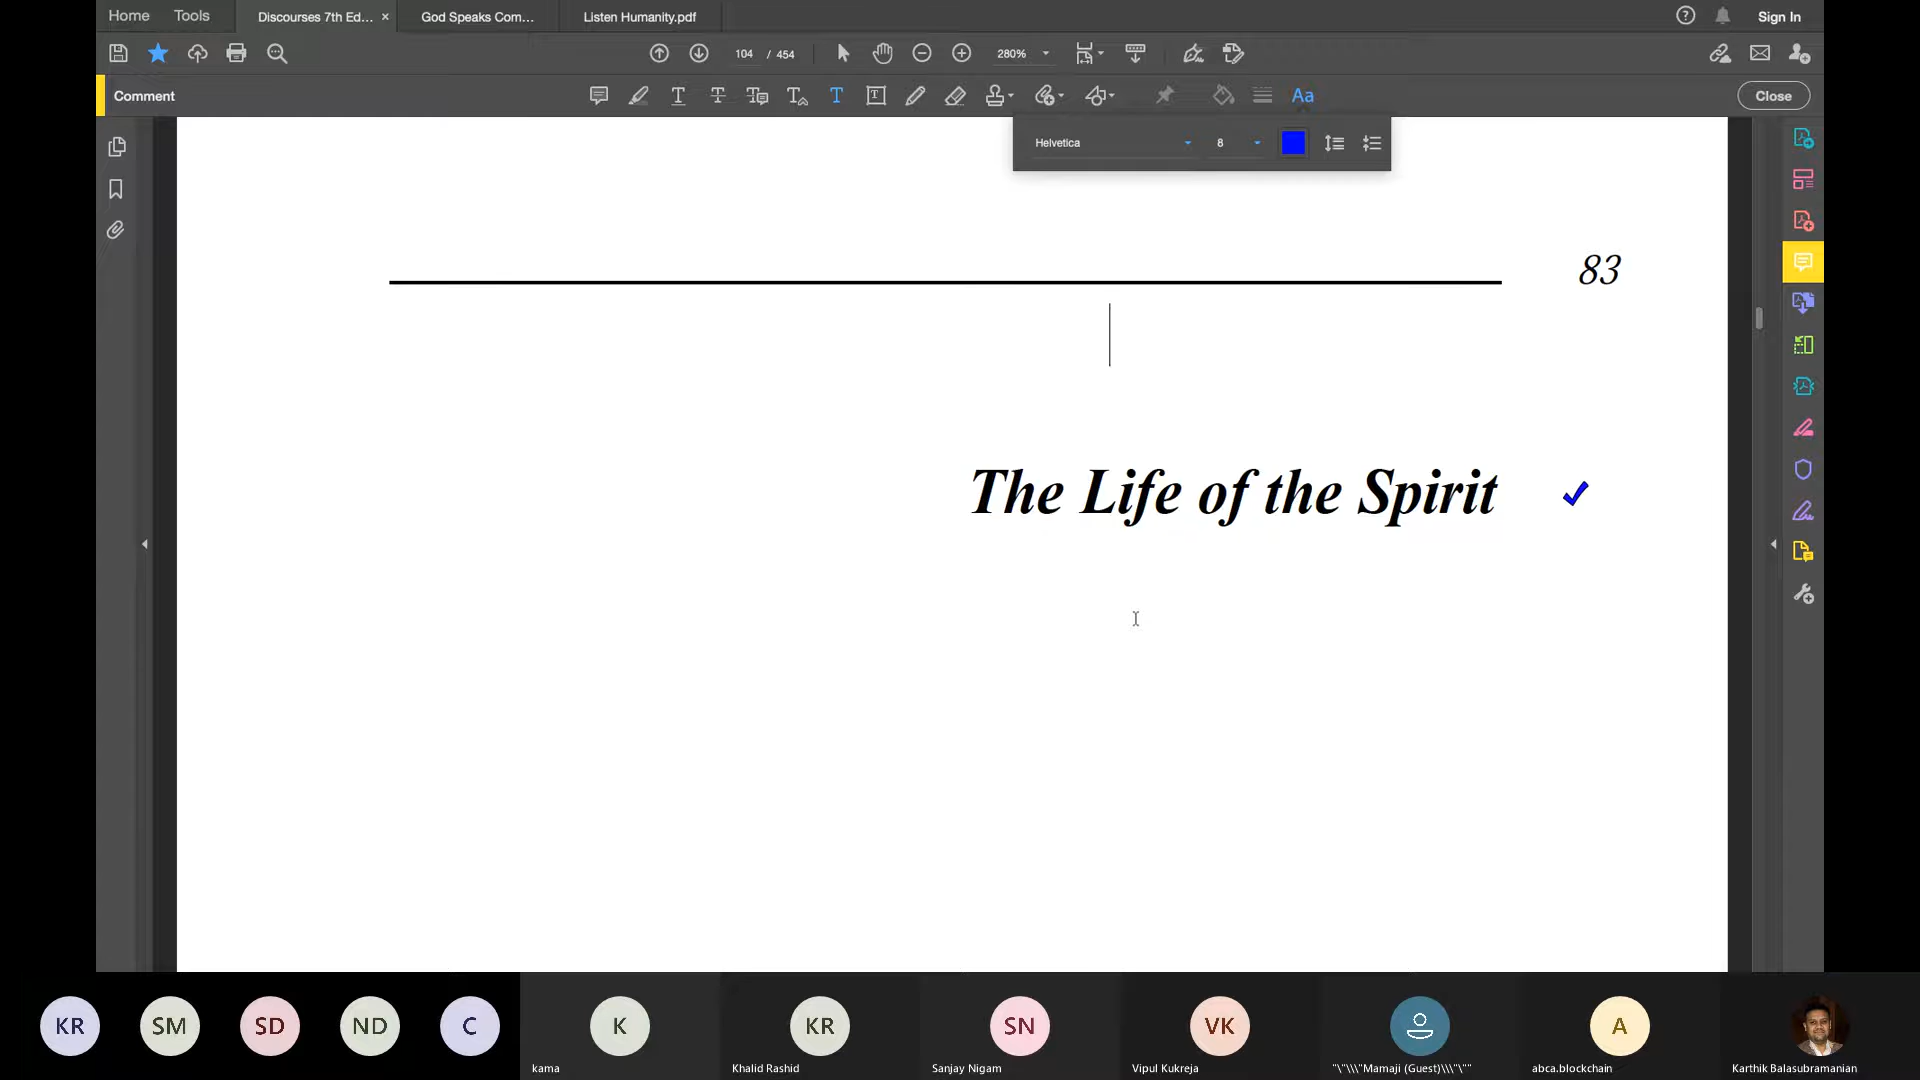 Home Tools Discourses 7th Ed... × God Speaks Com... Listen Humanity.pdf Sign In
104 / 454 280%
Comment Aa Close
Helvetica 8
83
The Life of the Spirit
KR SM SD ND C K KR SN VK A
kama Khalid Rashid Sanjay Nigam Vipul Kukreja "\"\\\"Mamaji (Guest)\\\"\"" abca.blockchain Karthik Balasubramanian